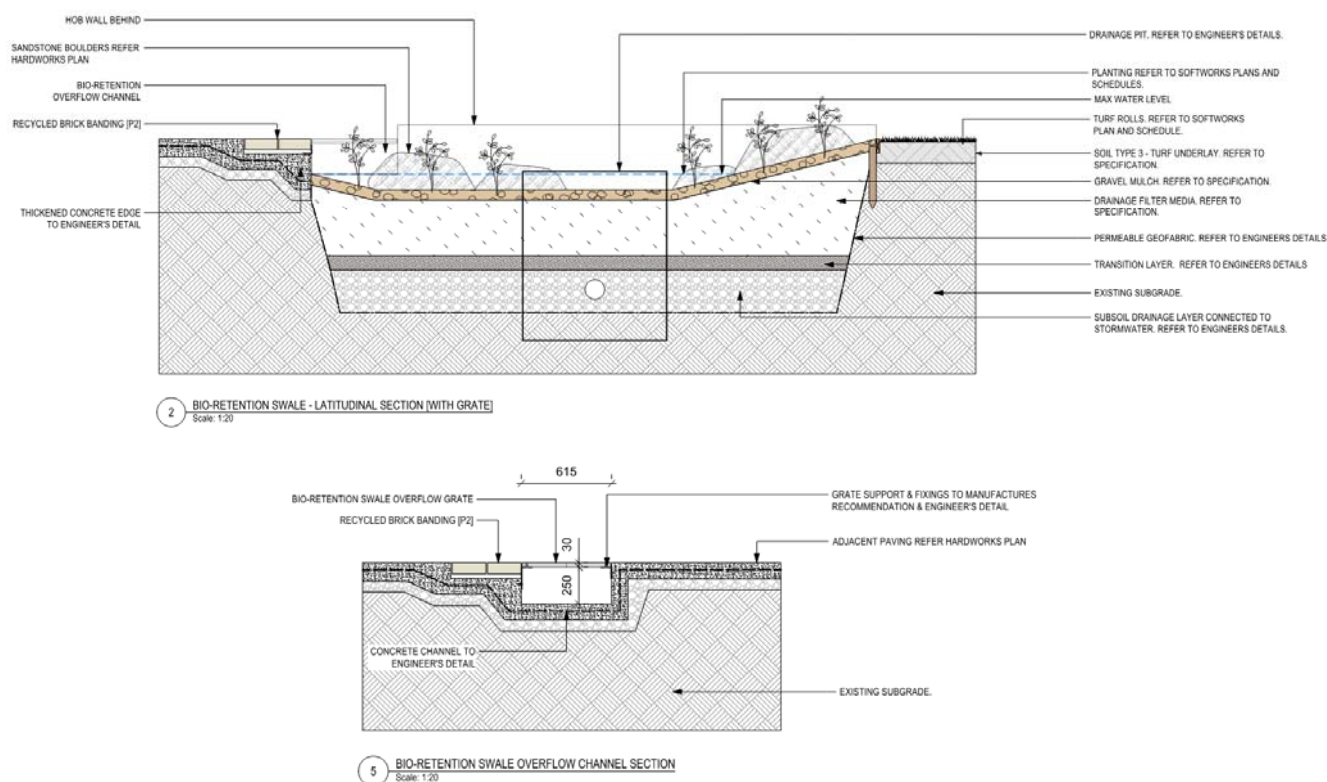 HOB WALL BEHIND
SANDSTONE BOULDERS REFER
HARDWORKS PLAN
BIO-RETENTION
OVERFLOW CHANNEL
RECYCLED BRICK BANDING [P2]
THICKENED CONCRETE EDGE
TO ENGINEER'S DETAIL
DRAINAGE PIT. REFER TO ENGINEER'S DETAILS.
PLANTING REFER TO SOFTWORKS PLANS AND
SCHEDULES.
MAX WATER LEVEL
TURF ROLLS. REFER TO SOFTWORKS
PLAN AND SCHEDULE.
SOIL TYPE 3 - TURF UNDERLAY. REFER TO
SPECIFICATION.
GRAVEL MULCH. REFER TO SPECIFICATION.
DRAINAGE FILTER MEDIA. REFER TO
SPECIFICATION.
PERMEABLE GEOFABRIC. REFER TO ENGINEERS DETAILS
TRANSITION LAYER. REFER TO ENGINEERS DETAILS
EXISTING SUBGRADE.
SUBSOIL DRAINAGE LAYER CONNECTED TO
STORMWATER. REFER TO ENGINEERS DETAILS.
2
BIO-RETENTION SWALE - LATITUDINAL SECTION [WITH GRATE]
Scale: 1:20
615
BIO-RETENTION SWALE OVERFLOW GRATE
RECYCLED BRICK BANDING [P2]
30
250
GRATE SUPPORT & FIXINGS TO MANUFACTURES
RECOMMENDATION & ENGINEER'S DETAIL
ADJACENT PAVING REFER HARDWORKS PLAN
CONCRETE CHANNEL TO
ENGINEER'S DETAIL
EXISTING SUBGRADE.
5
BIO-RETENTION SWALE OVERFLOW CHANNEL SECTION
Scale: 1:20